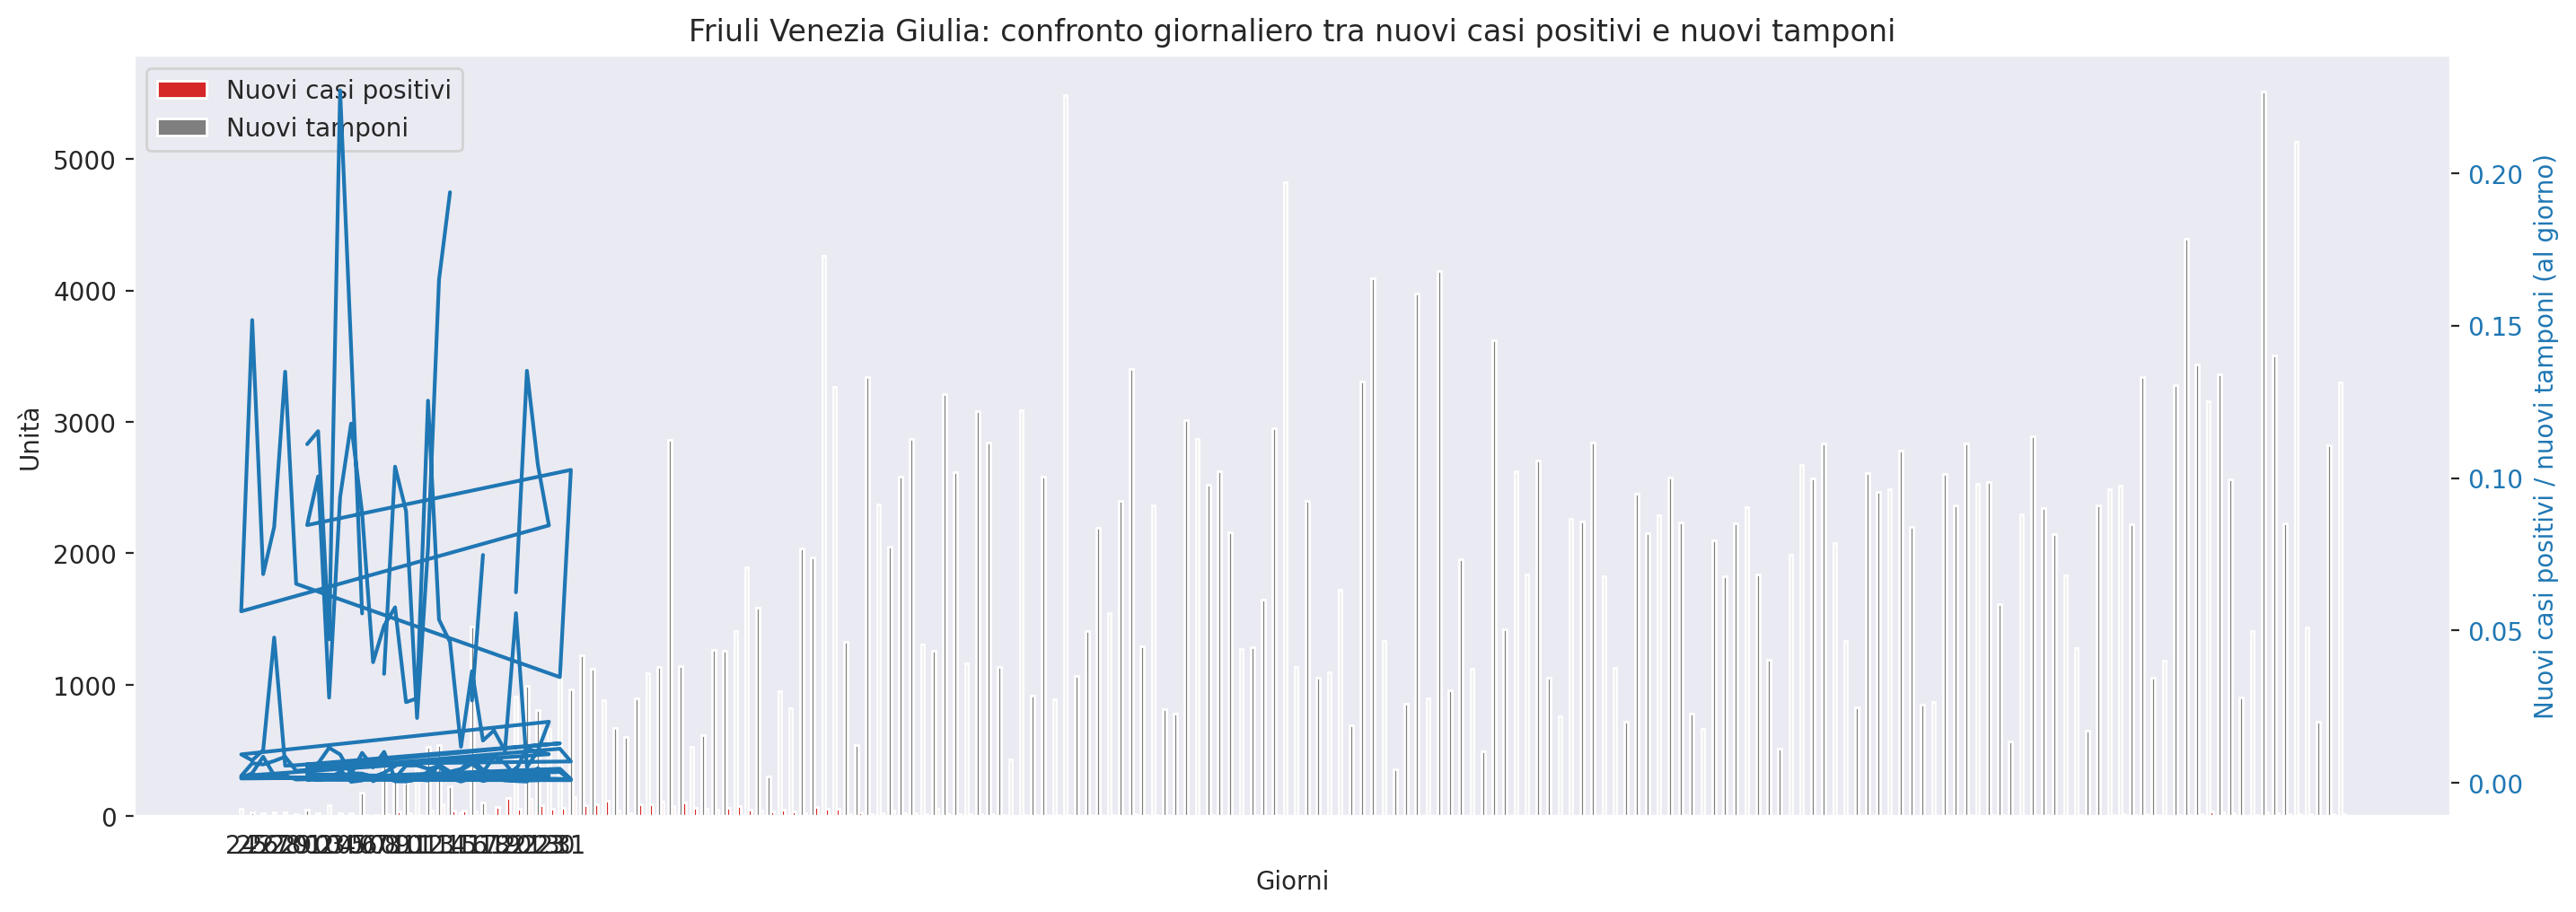 Friuli Venezia Giulia: confronto giornaliero tra nuovi casi positivi e nuovi tamponi
Nuovi casi positivi
Nuovi tamponi
5000
4000
3000
2000
1000
0
Unità
0.20
0.15
0.10
0.05
0.00
Nuovi casi positivi / nuovi tamponi (al giorno)
Giorni